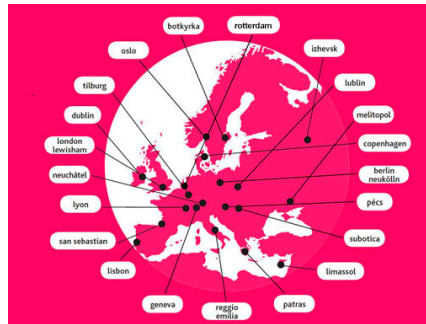 botkyrka
rotterdam
oslo
izhevsk
tilburg
lublin
dublin
melitopol
london
lewisham
copenhagen
neuchâtel
berlin
neukölln
lyon
pécs
san sebastian
subotica
lisbon
limassol
geneva
reggio
emilia
patras